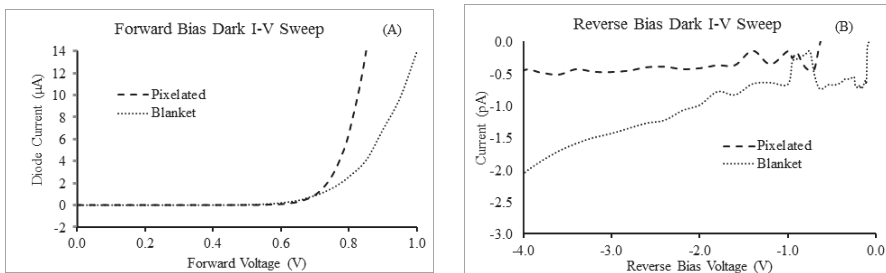 Forward Bias Dark I-V Sweep (A)
14
12
10
8
6
4
2
0
-2
Diode Current (μA)
Pixelated
Blanket
0.0 0.2 0.4 0.6 0.8 1.0
Forward Voltage (V)
Reverse Bias Dark I-V Sweep (B)
0.0
-0.5
-1.0
-1.5
-2.0
-2.5
-3.0
Current (pA)
Pixelated
Blanket
-4.0 -3.0 -2.0 -1.0 0.0
Reverse Bias Voltage (V)